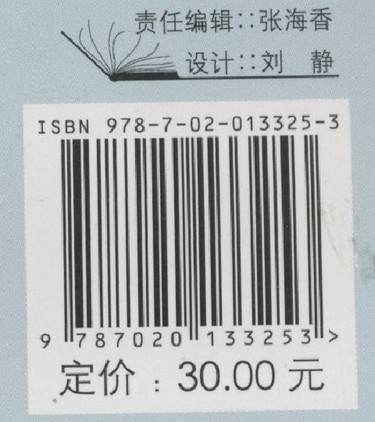 责任编辑::张海香
设计::刘 静
ISBN 978-7-02-013325-3
9 787020 133253 >
定价：30.00 元